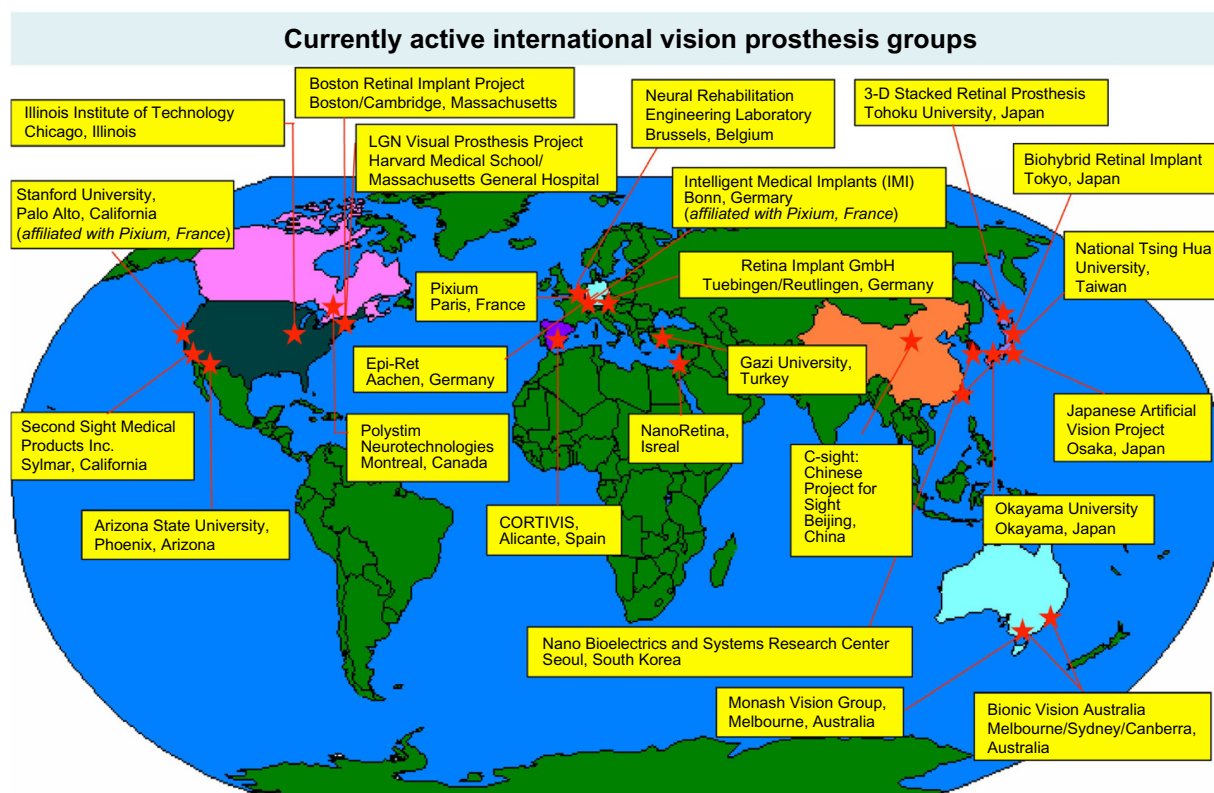 Currently active international vision prosthesis groups
Boston Retinal Implant Project
Boston/Cambridge, Massachusetts
Illinois Institute of Technology
Chicago, Illinois
LGN Visual Prosthesis Project
Harvard Medical School/
Massachusetts General Hospital
Neural Rehabilitation
Engineering Laboratory
Brussels, Belgium
3-D Stacked Retinal Prosthesis
Tohoku University, Japan
Biohybrid Retinal Implant
Tokyo, Japan
Stanford University,
Palo Alto, California
(affiliated with Pixium, France)
Intelligent Medical Implants (IMI)
Bonn, Germany
(affiliated with Pixium, France)
National Tsing Hua
University,
Taiwan
Pixium
Paris, France
Retina Implant GmbH
Tuebingen/Reutlingen, Germany
Epi-Ret
Aachen, Germany
Gazi University,
Turkey
Second Sight Medical
Products Inc.
Sylmar, California
Polystim
Neurotechnologies
Montreal, Canada
NanoRetina,
Isreal
C-sight:
Chinese
Project for
Sight
Beijing,
China
Japanese Artificial
Vision Project
Osaka, Japan
Arizona State University,
Phoenix, Arizona
CORTIVIS,
Alicante, Spain
Okayama University
Okayama, Japan
Nano Bioelectrics and Systems Research Center
Seoul, South Korea
Monash Vision Group,
Melbourne, Australia
Bionic Vision Australia
Melbourne/Sydney/Canberra,
Australia